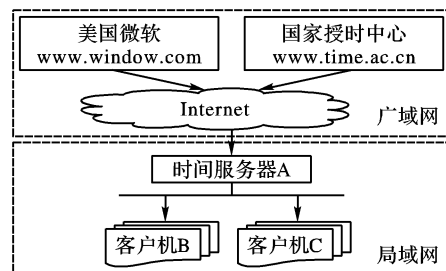 美国微软
www.window.com
国家授时中心
www.time.ac.cn
Internet
广域网
时间服务器A
客户机B
客户机C
局域网